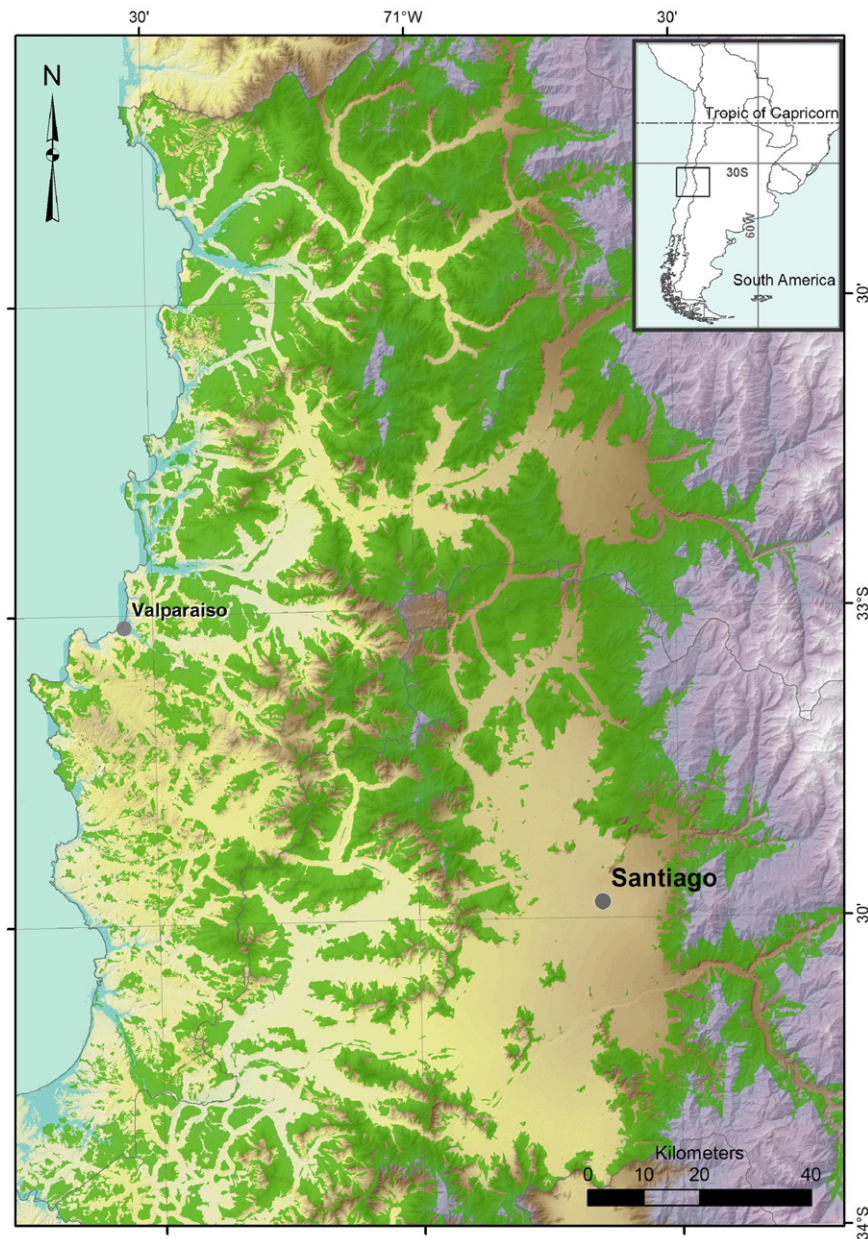 30'
71°W
30'
N
Tropic of Capricorn
30S
60W
South America
30'
Valparaiso
33°S
Santiago
30'
Kilometers
0 10 20 40
34°S